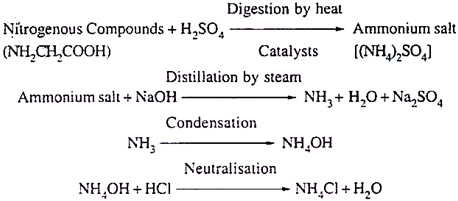 Digestion by heat
Nitrogenous Compounds + H₂SO₄ → Ammonium salt
(NH₂CH₂COOH) Catalysts [(NH₄)₂SO₄]
Distillation by steam
Ammonium salt + NaOH → NH₃ + H₂O + Na₂SO₄
Condensation
NH₃ → NH₄OH
Neutralisation
NH₄OH + HCl → NH₄Cl + H₂O